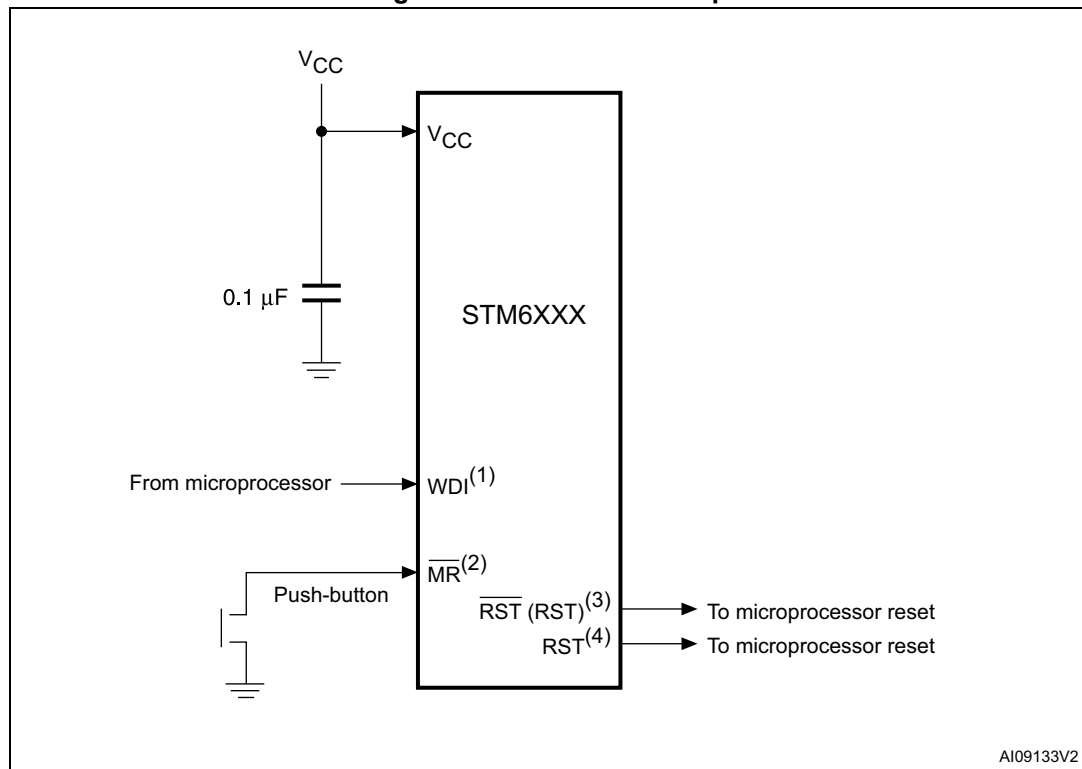 VCC
VCC
0.1 μF
STM6XXX
From microprocessor
WDI(1)
MR(2)
Push-button
RST (RST)(3)
To microprocessor reset
RST(4)
To microprocessor reset
AI09133V2